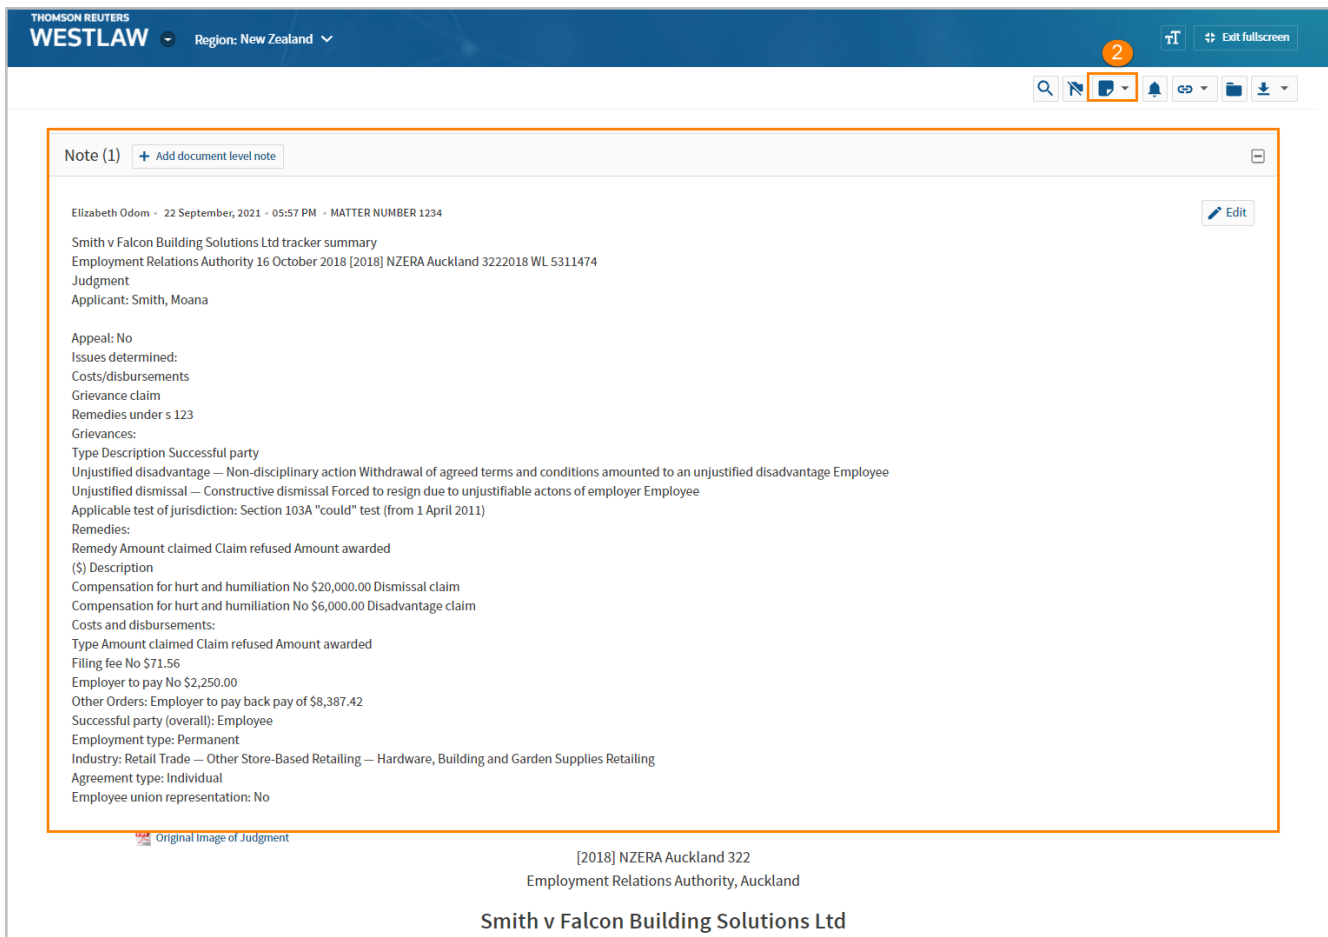 THOMSON REUTERS
WESTLAW
Region: New Zealand
Exit fullscreen
2
Note (1)
+ Add document level note
Elizabeth Odom • 22 September, 2021 • 05:57 PM • MATTER NUMBER 1234
Edit
Smith v Falcon Building Solutions Ltd tracker summary
Employment Relations Authority 16 October 2018 [2018] NZERA Auckland 3222018 WL 5311474
Judgment
Applicant: Smith, Moana
Appeal: No
Issues determined:
Costs/disbursements
Grievance claim
Remedies under s 123
Grievances:
Type Description Successful party
Unjustified disadvantage — Non-disciplinary action Withdrawal of agreed terms and conditions amounted to an unjustified disadvantage Employee
Unjustified dismissal — Constructive dismissal Forced to resign due to unjustifiable actons of employer Employee
Applicable test of jurisdiction: Section 103A "could" test (from 1 April 2011)
Remedies:
Remedy Amount claimed Claim refused Amount awarded
($) Description
Compensation for hurt and humiliation No $20,000.00 Dismissal claim
Compensation for hurt and humiliation No $6,000.00 Disadvantage claim
Costs and disbursements:
Type Amount claimed Claim refused Amount awarded
Filing fee No $71.56
Employer to pay No $2,250.00
Other Orders: Employer to pay back pay of $8,387.42
Successful party (overall): Employee
Employment type: Permanent
Industry: Retail Trade — Other Store-Based Retailing — Hardware, Building and Garden Supplies Retailing
Agreement type: Individual
Employee union representation: No
Original Image of Judgment
[2018] NZERA Auckland 322
Employment Relations Authority, Auckland
Smith v Falcon Building Solutions Ltd